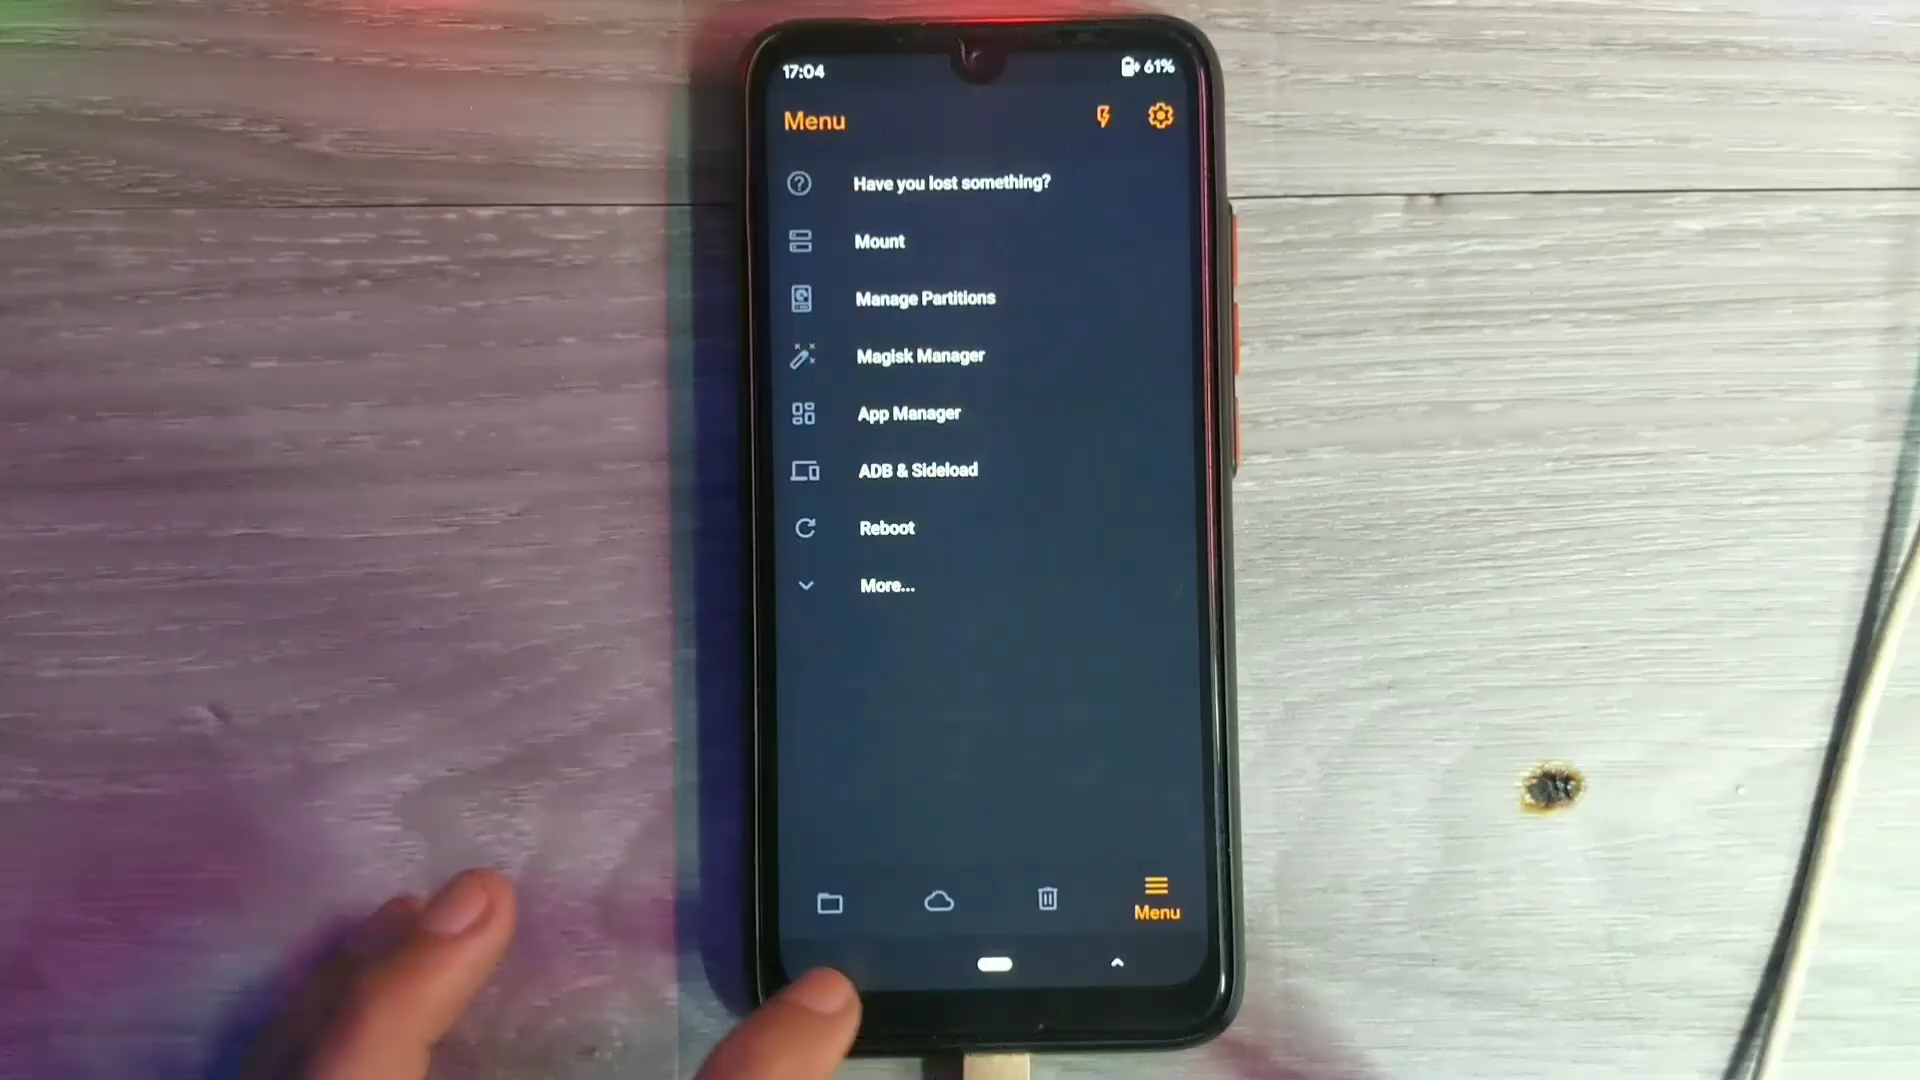 17:04
61%
Menu
Have you lost something?
Mount
Manage Partitions
Magisk Manager
App Manager
ADB & Sideload
Reboot
More...
Menu